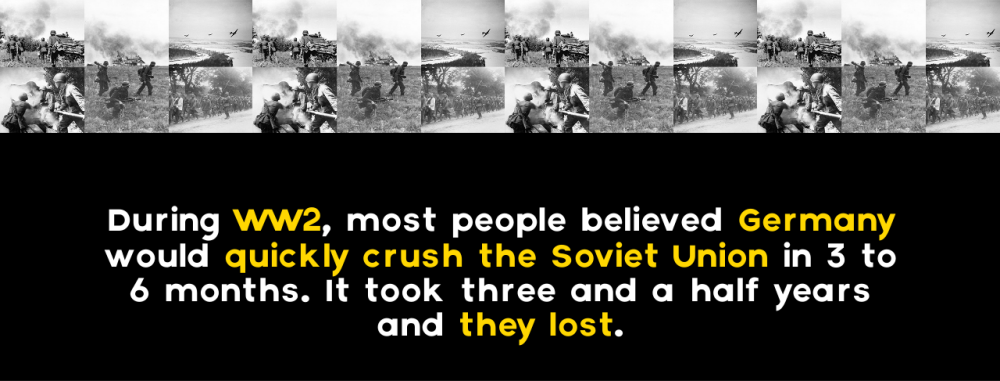 During WW2, most people believed Germany
would quickly crush the Soviet Union in 3 to
6 months. It took three and a half years
and they lost.